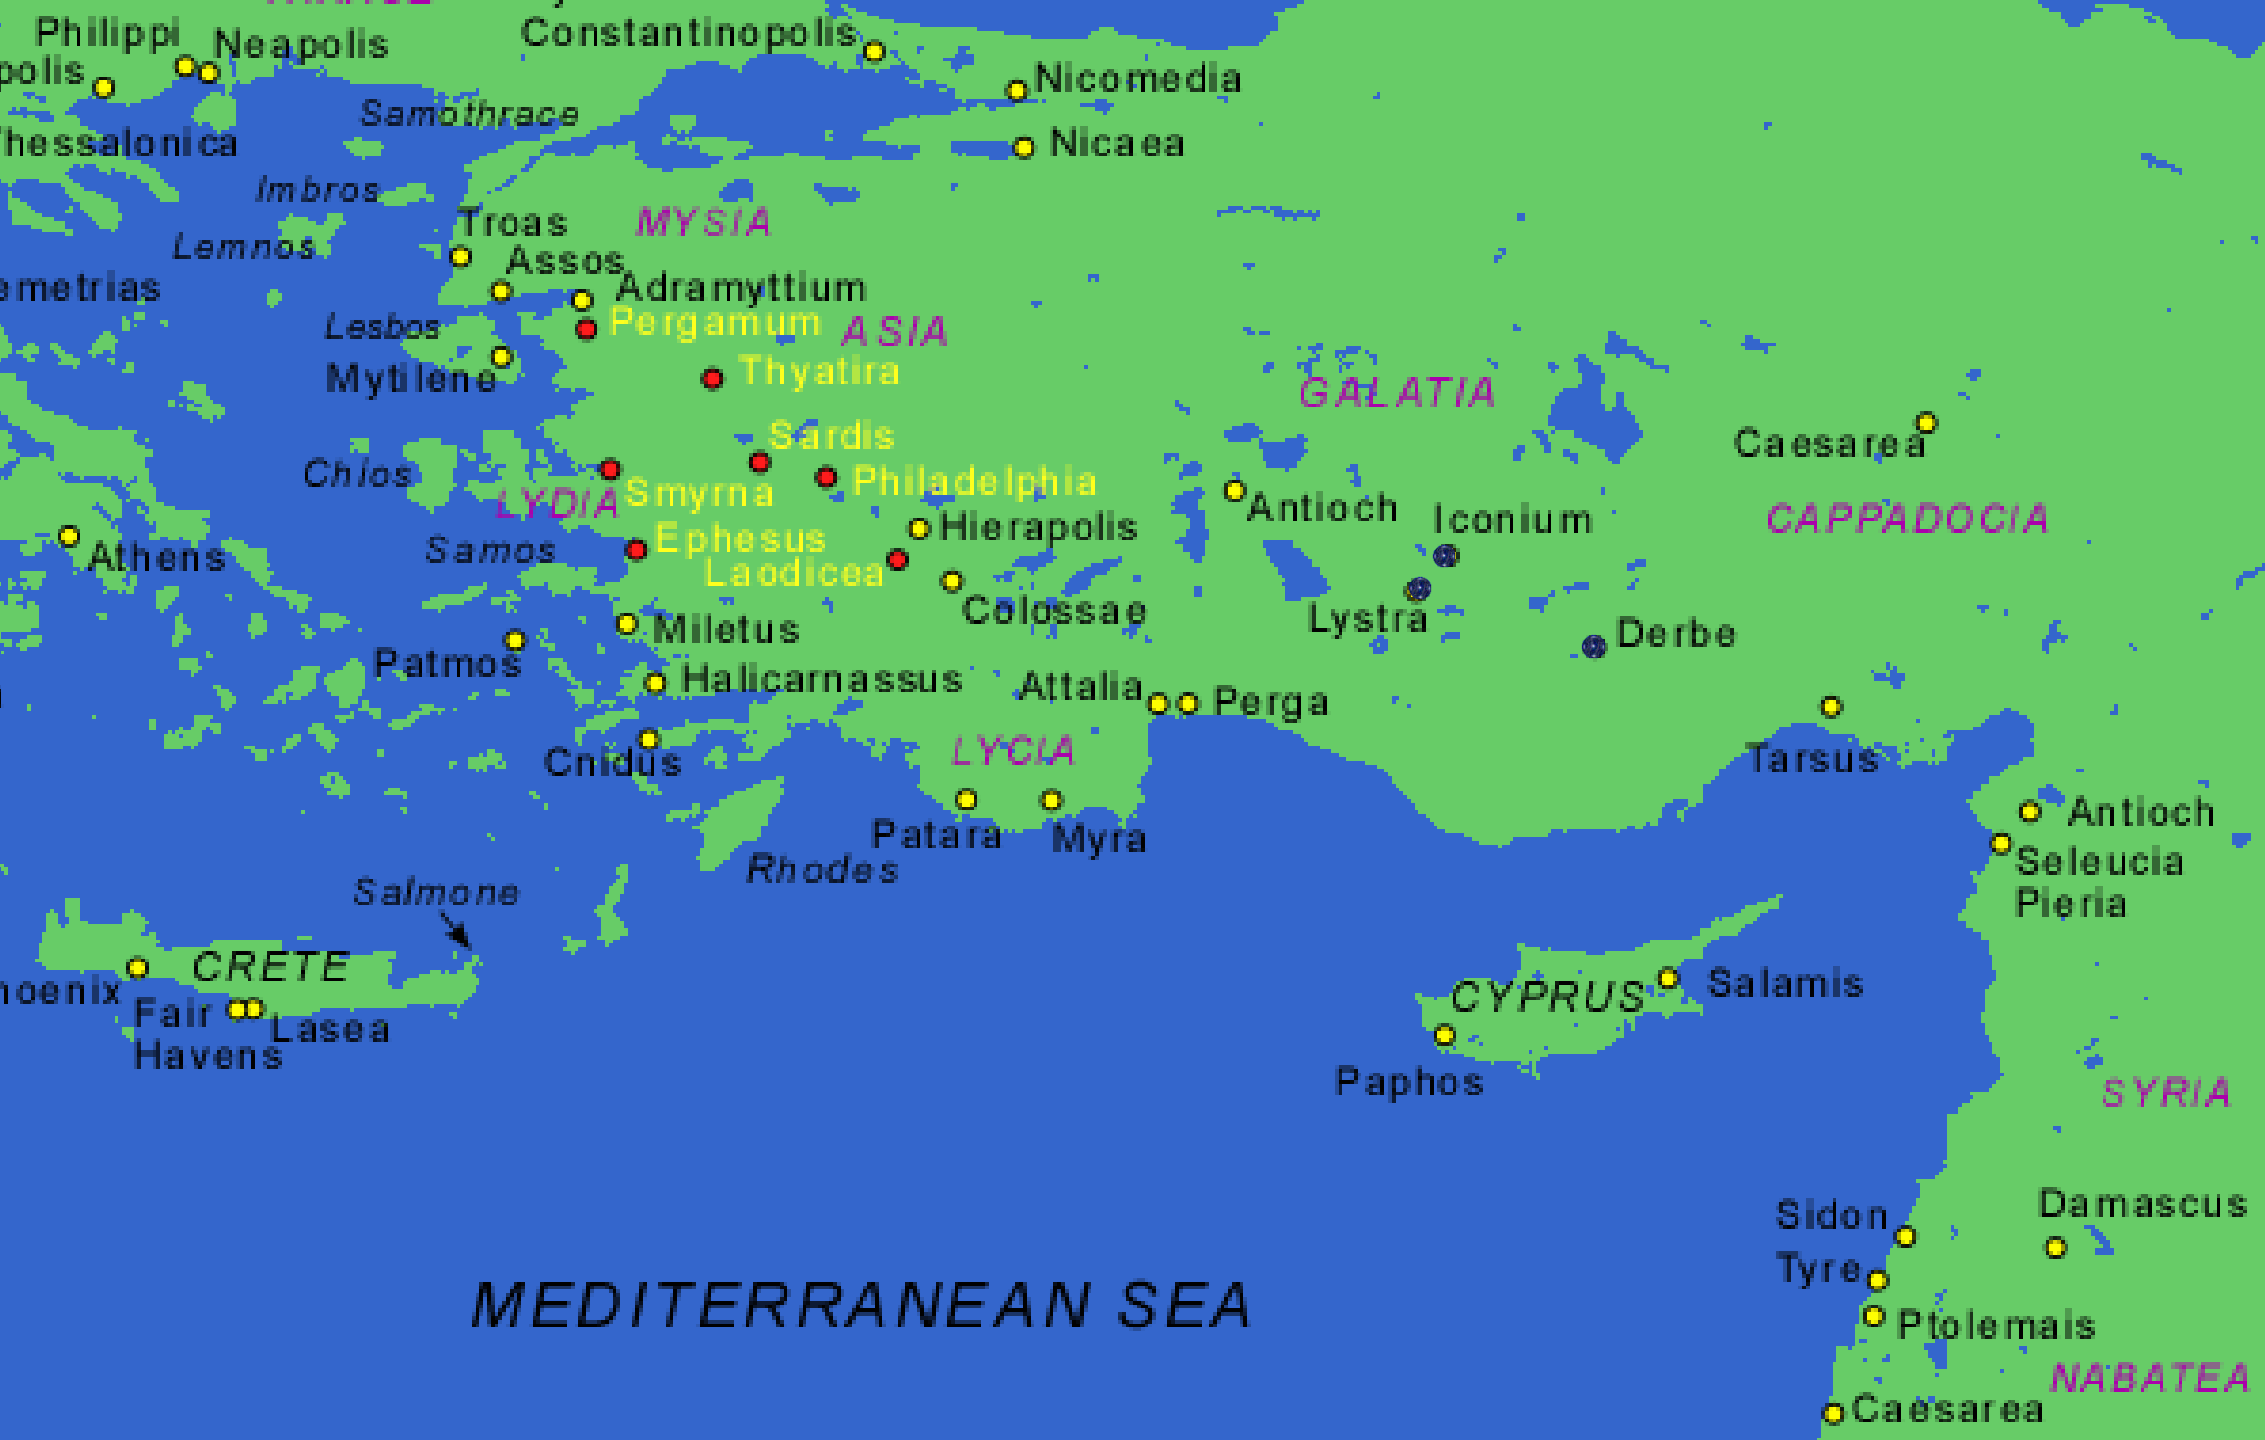 Philippi
Neapolis
Constantinopolis
polis
Nicomedia
Samothrace
Thessalonica
Nicaea
Imbros
Troas
MYSIA
Lemnos
Assos
emetrias
Adramyttium
Lesbos
Pergamum
ASIA
Mytilene
Thyatira
GALATIA
Sardis
Caesarea
Chios
Philadelphia
LYDIA
Smyrna
Antioch
Iconium
CAPPADOCIA
Hierapolis
Athens
Samos
Ephesus
Laodicea
Colossae
Lystra
Miletus
Derbe
Patmos
Halicarnassus
Attalia
Perga
Cnidus
LYCIA
Tarsus
Patara
Myra
Antioch
Rhodes
Seleucia
Pieria
Salmone
CRETE
hoenix
Fair
Havens
Lasea
CYPRUS
Salamis
Paphos
SYRIA
Sidon
Damascus
Tyre
MEDITERRANEAN SEA
Ptolemais
NABATEA
Caesarea